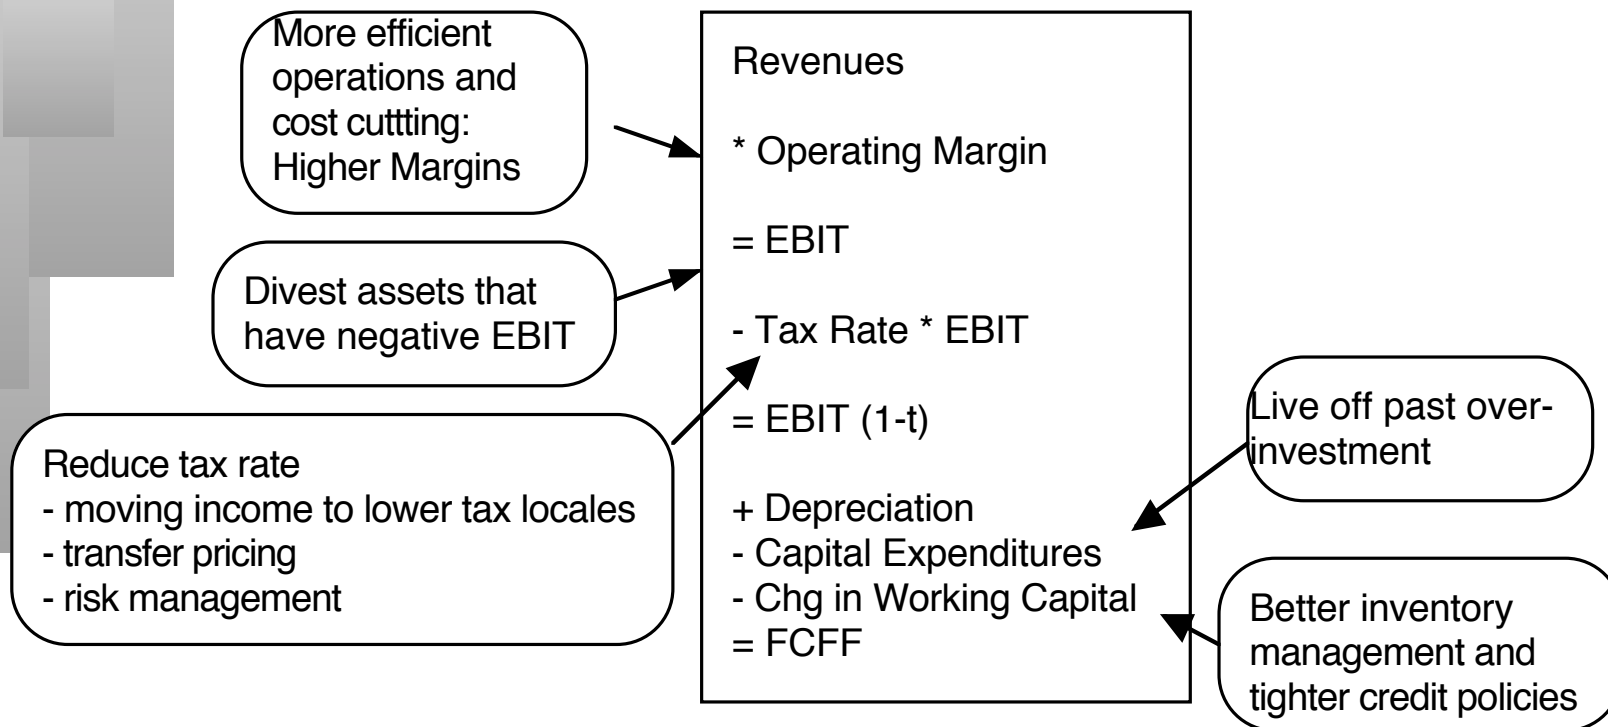 More efficient
operations and
cost cuttting:
Higher Margins
Divest assets that
have negative EBIT
Reduce tax rate
- moving income to lower tax locales
- transfer pricing
- risk management
Revenues
* Operating Margin
= EBIT
- Tax Rate * EBIT
= EBIT (1-t)
+ Depreciation
- Capital Expenditures
- Chg in Working Capital
= FCFF
Live off past over-
investment
Better inventory
management and
tighter credit policies